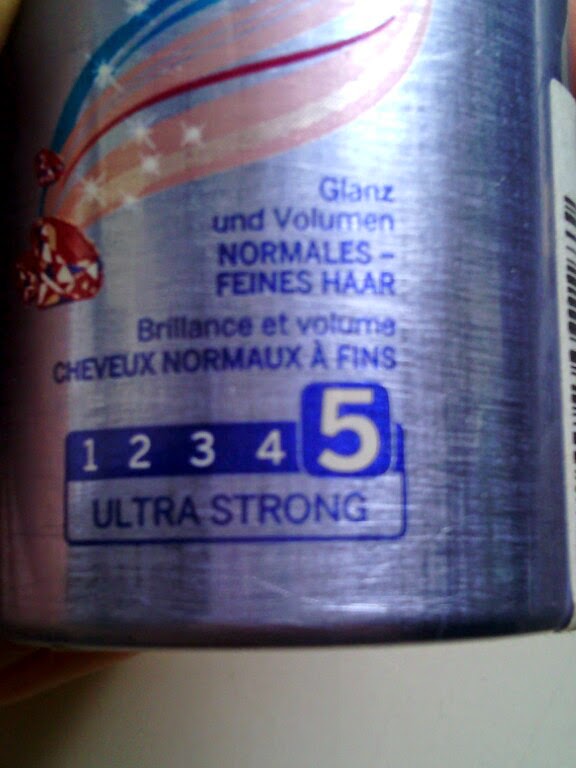 Glanz
und Volumen
NORMALES –
FEINES HAAR
Brillance et volume
CHEVEUX NORMAUX À FINS
1 2 3 4 5
ULTRA STRONG